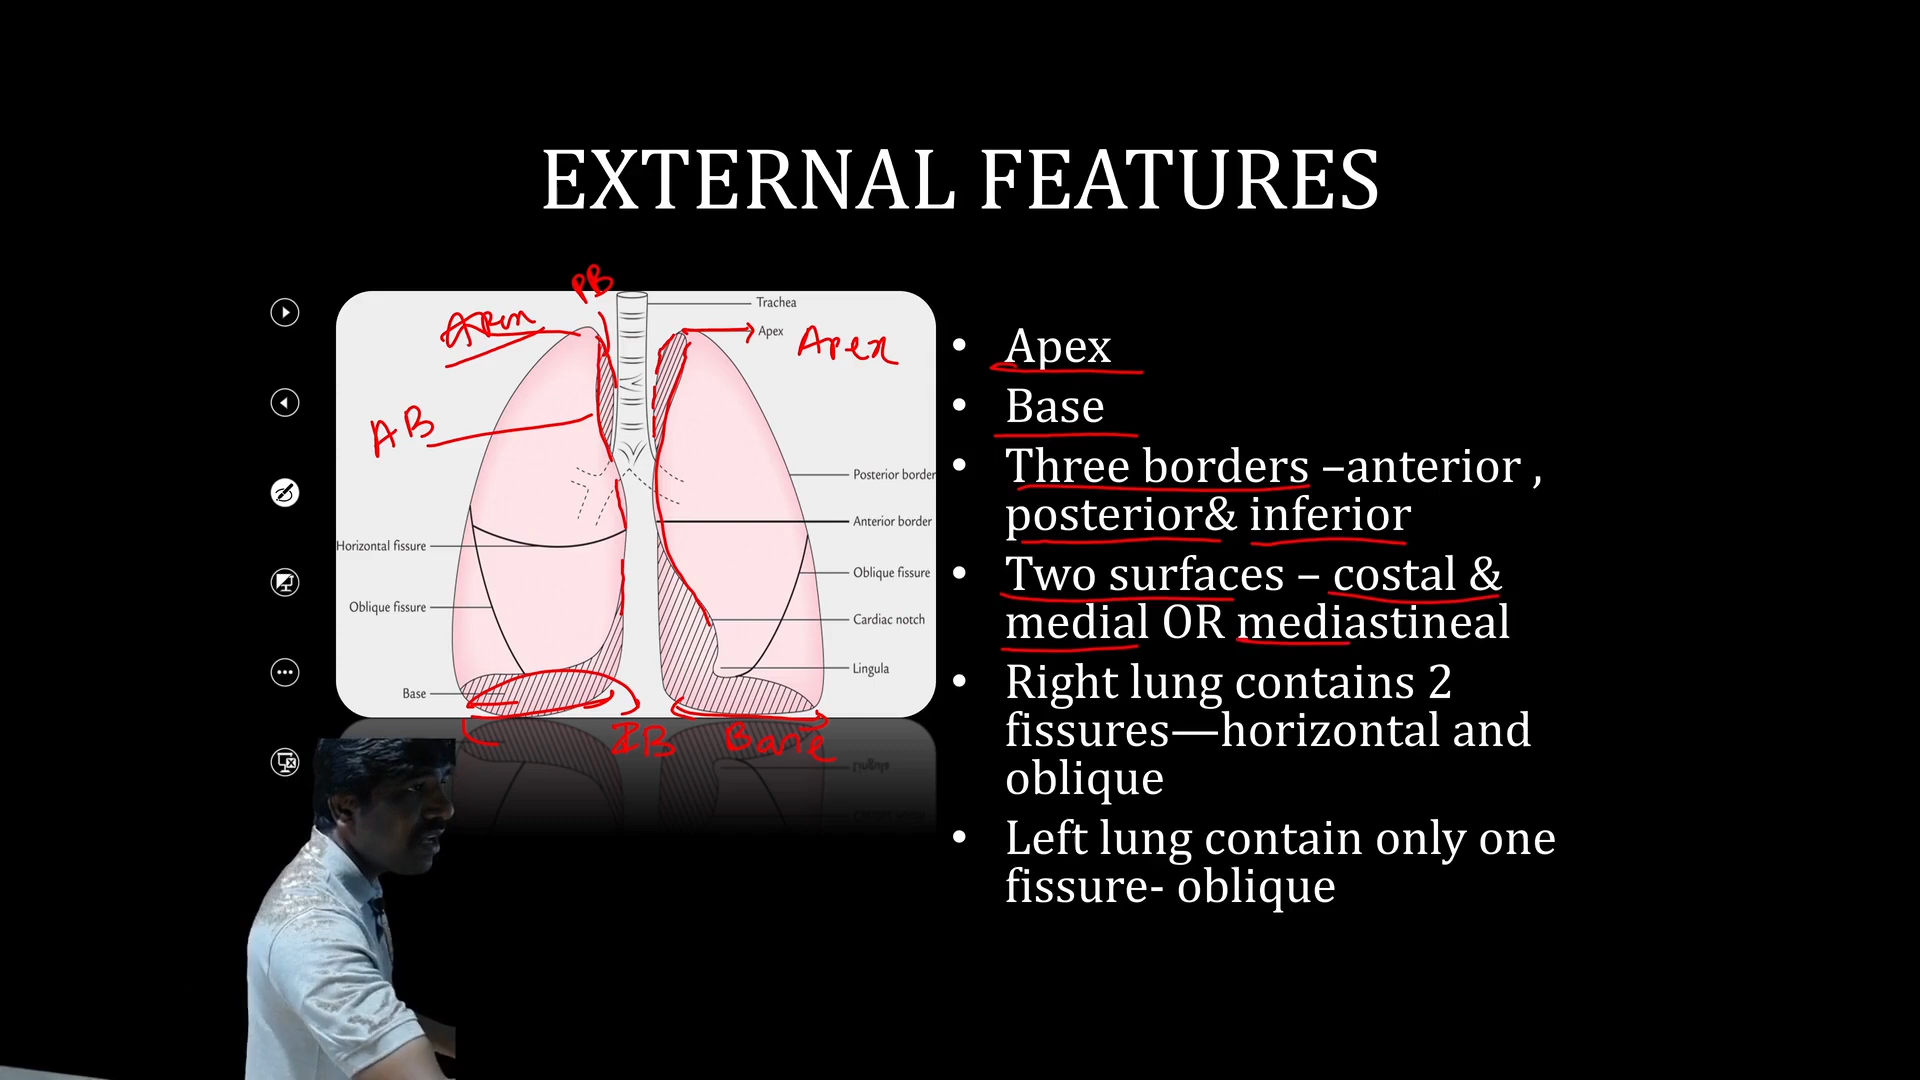 EXTERNAL FEATURES
PB
Trachea
Apex
Apex
AB
Posterior border
Anterior border
Horizontal fissure
Oblique fissure
Oblique fissure
Cardiac notch
Lingula
Base
IB
Base
• Apex
• Base
• Three borders –anterior ,
posterior& inferior
• Two surfaces – costal &
medial OR mediastineal
• Right lung contains 2
fissures—horizontal and
oblique
• Left lung contain only one
fissure- oblique